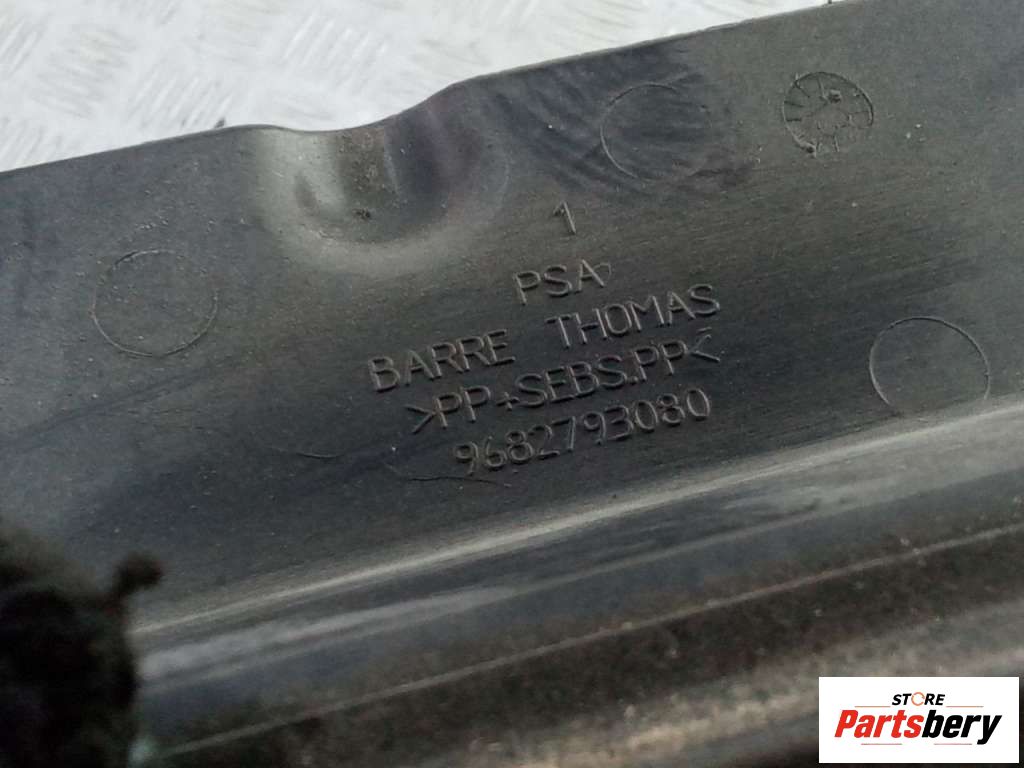 1
PSA
BARRE THOMAS
>PP+SEBS.PP<
9682793080
STORE
Partsbery